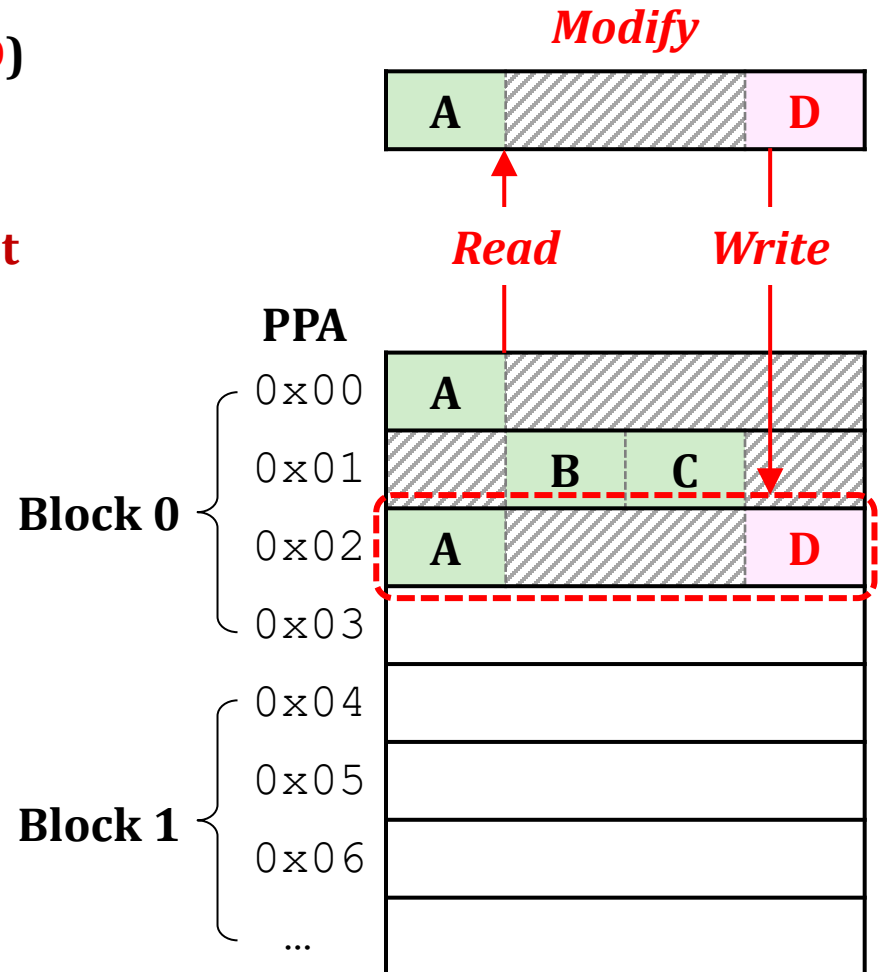 )
Modify
A D
t
Read Write
PPA
0x00 A
0x01 B C
Block 0
0x02 A D
0x03
0x04
0x05
Block 1
0x06
...